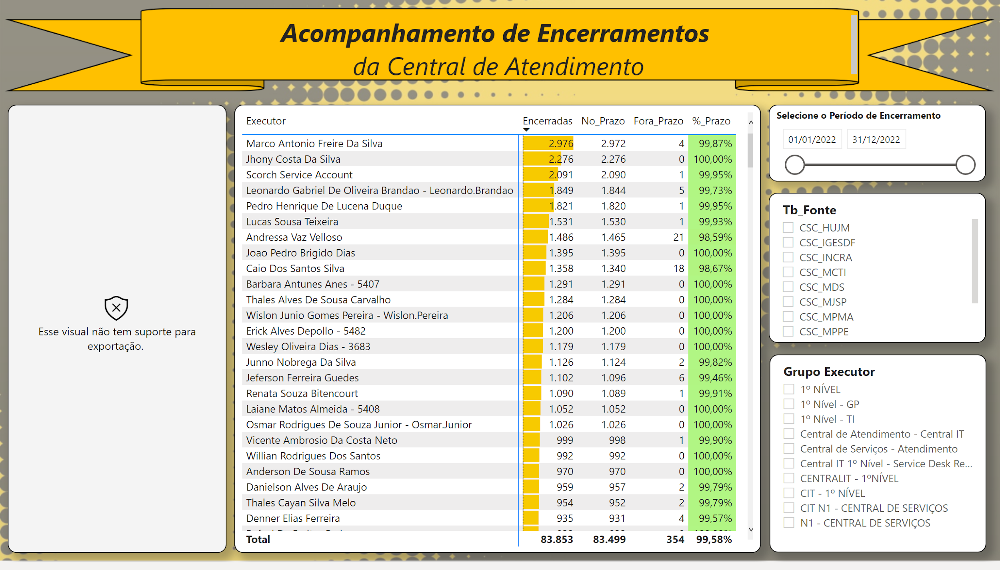 Acompanhamento de Encerramentos
da Central de Atendimento
Esse visual não tem suporte para
exportação.
Executor Encerradas No_Prazo Fora_Prazo %_Prazo
Marco Antonio Freire Da Silva 2.976 2.972 4 99,87%
Jhony Costa Da Silva 2.276 2.276 0 100,00%
Scorch Service Account 2.091 2.090 1 99,95%
Leonardo Gabriel De Oliveira Brandao - Leonardo.Brandao 1.849 1.844 5 99,73%
Pedro Henrique De Lucena Duque 1.821 1.820 1 99,95%
Lucas Sousa Teixeira 1.531 1.530 1 99,93%
Andressa Vaz Velloso 1.486 1.465 21 98,59%
Joao Pedro Brigido Dias 1.395 1.395 0 100,00%
Caio Dos Santos Silva 1.358 1.340 18 98,67%
Barbara Antunes Anes - 5407 1.291 1.291 0 100,00%
Thales Alves De Sousa Carvalho 1.284 1.284 0 100,00%
Wislon Junio Gomes Pereira - Wislon.Pereira 1.206 1.206 0 100,00%
Erick Alves Depollo - 5482 1.200 1.200 0 100,00%
Wesley Oliveira Dias - 3683 1.179 1.179 0 100,00%
Junno Nobrega Da Silva 1.126 1.124 2 99,82%
Jeferson Ferreira Guedes 1.102 1.096 6 99,46%
Renata Souza Bitencourt 1.090 1.089 1 99,91%
Laiane Matos Almeida - 5408 1.052 1.052 0 100,00%
Osmar Rodrigues De Souza Junior - Osmar.Junior 1.026 1.026 0 100,00%
Vicente Ambrosio Da Costa Neto 999 998 1 99,90%
Willian Rodrigues Dos Santos 992 992 0 100,00%
Anderson De Sousa Ramos 970 970 0 100,00%
Danielson Alves De Araujo 959 957 2 99,79%
Thales Cayan Silva Melo 954 952 2 99,79%
Denner Elias Ferreira 935 931 4 99,57%
Total 83.853 83.499 354 99,58%
Selecione o Período de Encerramento
01/01/2022 31/12/2022
Tb_Fonte
CSC_HUJM
CSC_IGESDF
CSC_INCRA
CSC_MCTI
CSC_MDS
CSC_MJSP
CSC_MPMA
CSC_MPPE
Grupo Executor
1º NÍVEL
1º Nível - GP
1º Nível - TI
Central de Atendimento - Central IT
Central de Serviços - Atendimento
Central IT 1º Nível - Service Desk Re...
CENTRALIT - 1ºNÍVEL
CIT - 1º NÍVEL
CIT N1 - CENTRAL DE SERVIÇOS
N1 - CENTRAL DE SERVIÇOS